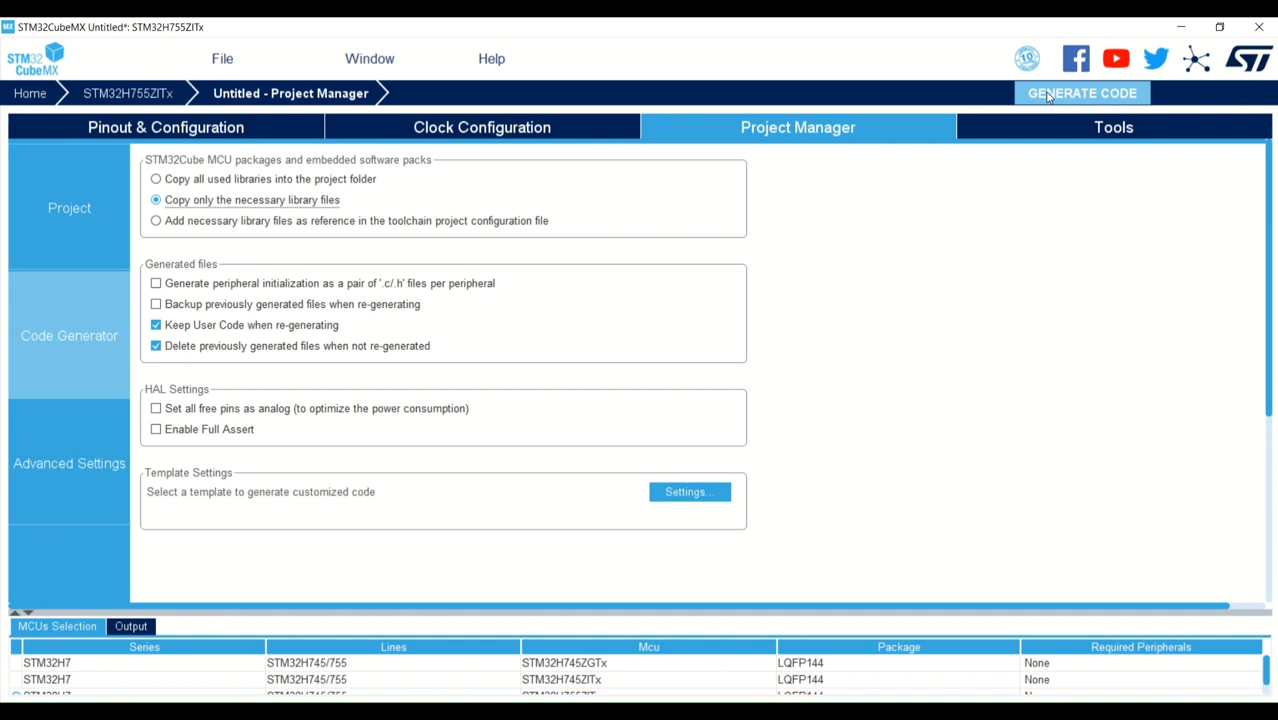 MX STM32CubeMX Untitled*: STM32H755ZITx
STM32
CubeMX
File
Window
Help
10
ST
Home
STM32H755ZITx
Untitled - Project Manager
GENERATE CODE
Pinout & Configuration
Clock Configuration
Project Manager
Tools
Project
Code Generator
Advanced Settings
STM32Cube MCU packages and embedded software packs
Copy all used libraries into the project folder
Copy only the necessary library files
Add necessary library files as reference in the toolchain project configuration file
Generated files
Generate peripheral initialization as a pair of '.c/.h' files per peripheral
Backup previously generated files when re-generating
Keep User Code when re-generating
Delete previously generated files when not re-generated
HAL Settings
Set all free pins as analog (to optimize the power consumption)
Enable Full Assert
Template Settings
Select a template to generate customized code
Settings...
MCUs Selection
Output
Series Lines Mcu Package Required Peripherals
STM32H7 STM32H745/755 STM32H745ZGTx LQFP144 None
STM32H7 STM32H745/755 STM32H745ZITx LQFP144 None